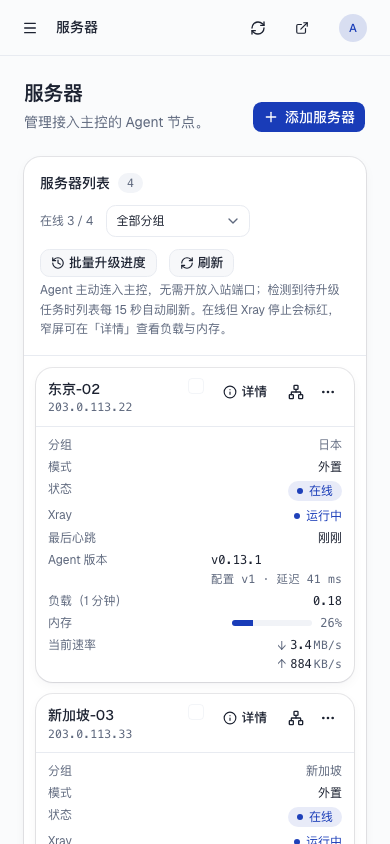 服务器
A
服务器
管理接入主控的 Agent 节点。
添加服务器
服务器列表 4
在线 3 / 4 全部分组
批量升级进度 刷新
Agent 主动连入主控，无需开放入站端口；检测到待升级
任务时列表每 15 秒自动刷新。在线但 Xray 停止会标红，
窄屏可在「详情」查看负载与内存。
东京-02 详情
203.0.113.22
分组 日本
模式 外置
状态 在线
Xray 运行中
最后心跳 刚刚
Agent 版本 v0.13.1
配置 v1 · 延迟 41 ms
负载（1 分钟） 0.18
内存 26%
当前速率 ↓ 3.4 MB/s
↑ 884 KB/s
新加坡-03 详情
203.0.113.33
分组 新加坡
模式 外置
状态 在线
Xray 运行中